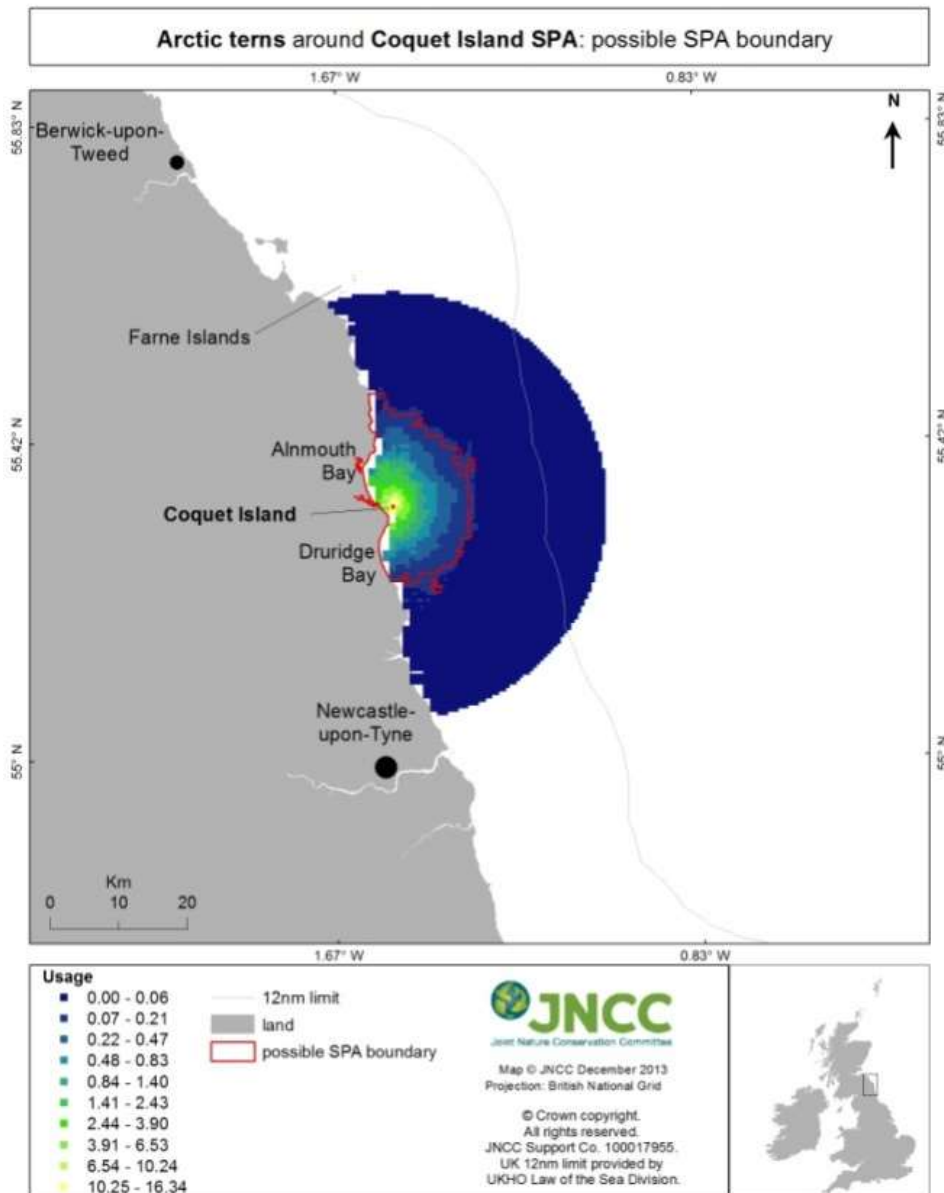 Arctic terns around Coquet Island SPA: possible SPA boundary
1.67° W
0.83° W
55.83° N
55.83° N
N
Berwick-upon-
Tweed
Farne Islands
55.42° N
55.42° N
Alnmouth
Bay
Coquet Island
Druridge
Bay
Newcastle-
upon-Tyne
55° N
55° N
Km
0 10 20
1.67° W
0.83° W
Usage
0.00 - 0.06
0.07 - 0.21
0.22 - 0.47
0.48 - 0.83
0.84 - 1.40
1.41 - 2.43
2.44 - 3.90
3.91 - 6.53
6.54 - 10.24
10.25 - 16.34
12nm limit
land
possible SPA boundary
JNCC
Joint Nature Conservation Committee
Map © JNCC December 2013
Projection: British National Grid
© Crown copyright.
All rights reserved.
JNCC Support Co. 100017955.
UK 12nm limit provided by
UKHO Law of the Sea Division.